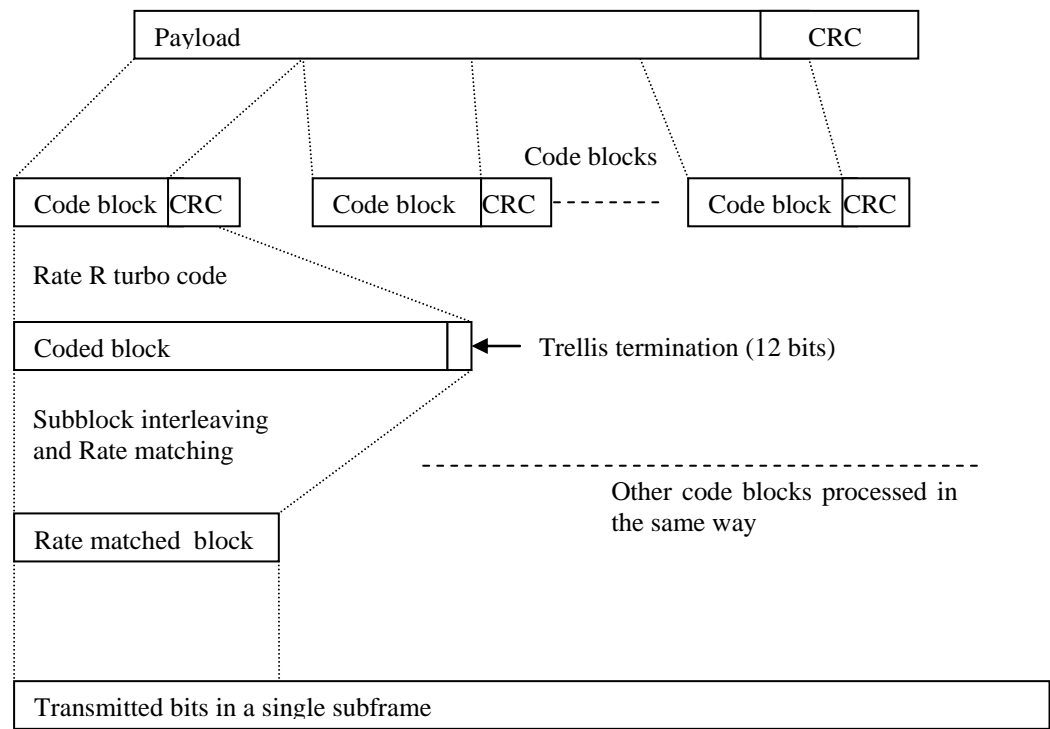 Payload CRC
Code blocks
Code block CRC Code block CRC Code block CRC
Rate R turbo code
Coded block
Trellis termination (12 bits)
Subblock interleaving
and Rate matching
Other code blocks processed in
the same way
Rate matched block
Transmitted bits in a single subframe